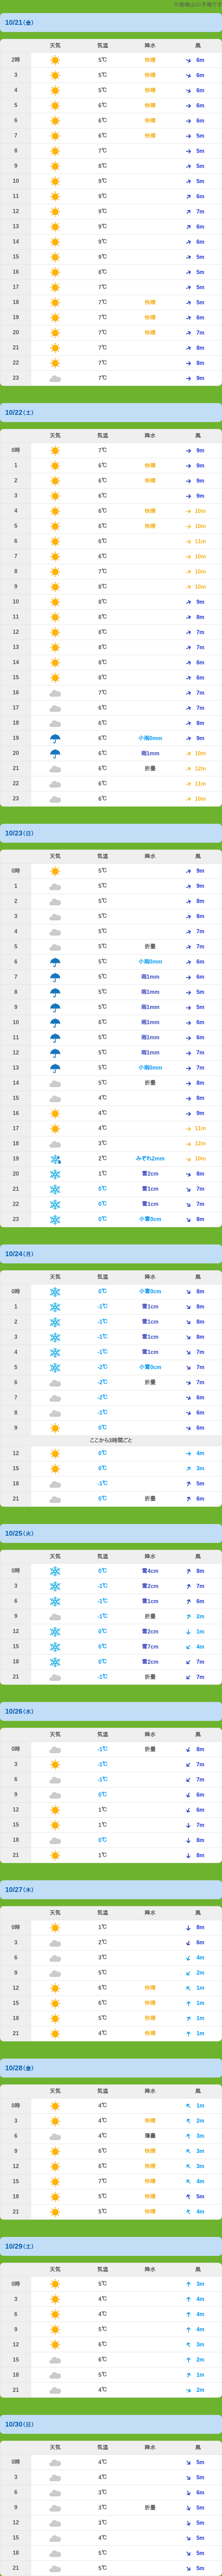 ※雲幡山の予報です
10/21(金)
天気 気温 降水 風
2時 5℃ 快晴 6m
3 5℃ 快晴 6m
4 5℃ 快晴 6m
5 6℃ 快晴 6m
6 6℃ 快晴 6m
7 6℃ 快晴 5m
8 7℃ 5m
9 8℃ 5m
10 9℃ 5m
11 9℃ 6m
12 9℃ 7m
13 9℃ 6m
14 9℃ 6m
15 9℃ 5m
16 8℃ 5m
17 7℃ 5m
18 7℃ 快晴 5m
19 7℃ 快晴 6m
20 7℃ 快晴 7m
21 7℃ 8m
22 7℃ 8m
23 7℃ 9m
10/22(土)
天気 気温 降水 風
0時 7℃ 9m
1 6℃ 快晴 9m
2 6℃ 快晴 9m
3 6℃ 9m
4 6℃ 快晴 10m
5 6℃ 快晴 10m
6 6℃ 11m
7 6℃ 10m
8 7℃ 10m
9 8℃ 10m
10 8℃ 9m
11 8℃ 8m
12 8℃ 7m
13 8℃ 7m
14 8℃ 6m
15 8℃ 6m
16 7℃ 7m
17 6℃ 7m
18 6℃ 8m
19 6℃ 小雨0mm 9m
20 6℃ 雨1mm 10m
21 6℃ 折曇 12m
22 6℃ 11m
23 6℃ 10m
10/23(日)
天気 気温 降水 風
0時 5℃ 9m
1 5℃ 9m
2 5℃ 8m
3 5℃ 8m
4 5℃ 7m
5 5℃ 折曇 7m
6 5℃ 小雨0mm 6m
7 5℃ 雨1mm 6m
8 5℃ 雨1mm 5m
9 5℃ 雨1mm 5m
10 5℃ 雨1mm 6m
11 5℃ 雨1mm 6m
12 5℃ 雨1mm 7m
13 5℃ 小雨0mm 7m
14 5℃ 折曇 8m
15 4℃ 8m
16 4℃ 9m
17 4℃ 11m
18 3℃ 12m
19 2℃ みぞれ2mm 10m
20 1℃ 雪2cm 8m
21 0℃ 雪1cm 7m
22 0℃ 雪1cm 7m
23 0℃ 小雪0cm 8m
10/24(月)
天気 気温 降水 風
0時 0℃ 小雪0cm 8m
1 -1℃ 雪1cm 8m
2 -1℃ 雪1cm 8m
3 -1℃ 雪1cm 8m
4 -1℃ 雪1cm 7m
5 -2℃ 小雪0cm 7m
6 -2℃ 折曇 7m
7 -2℃ 6m
8 -1℃ 6m
9 0℃ 6m
ここから3時間ごと
12 0℃ 4m
15 0℃ 3m
18 -1℃ 5m
21 0℃ 折曇 6m
10/25(火)
天気 気温 降水 風
0時 0℃ 雪4cm 8m
3 -1℃ 雪2cm 7m
6 -1℃ 雪1cm 6m
9 -1℃ 折曇 2m
12 0℃ 雪2cm 1m
15 0℃ 雪7cm 4m
18 0℃ 雪2cm 7m
21 -1℃ 折曇 7m
10/26(水)
天気 気温 降水 風
0時 -1℃ 折曇 8m
3 -1℃ 7m
6 -1℃ 7m
9 0℃ 6m
12 1℃ 6m
15 1℃ 7m
18 0℃ 8m
21 1℃ 8m
10/27(木)
天気 気温 降水 風
0時 1℃ 8m
3 2℃ 6m
6 3℃ 4m
9 5℃ 2m
12 6℃ 快晴 1m
15 6℃ 快晴 1m
18 5℃ 快晴 1m
21 4℃ 快晴 1m
10/28(金)
天気 気温 降水 風
0時 4℃ 1m
3 4℃ 快晴 2m
6 4℃ 薄曇 3m
9 6℃ 快晴 3m
12 6℃ 快晴 3m
15 7℃ 快晴 4m
18 5℃ 快晴 5m
21 5℃ 快晴 4m
10/29(土)
天気 気温 降水 風
0時 5℃ 3m
3 4℃ 4m
6 4℃ 4m
9 5℃ 4m
12 6℃ 3m
15 6℃ 2m
18 5℃ 1m
21 4℃ 2m
10/30(日)
天気 気温 降水 風
0時 4℃ 5m
3 4℃ 5m
6 3℃ 6m
9 3℃ 折曇 5m
12 3℃ 5m
15 4℃ 5m
18 5℃ 5m
21 5℃ 5m